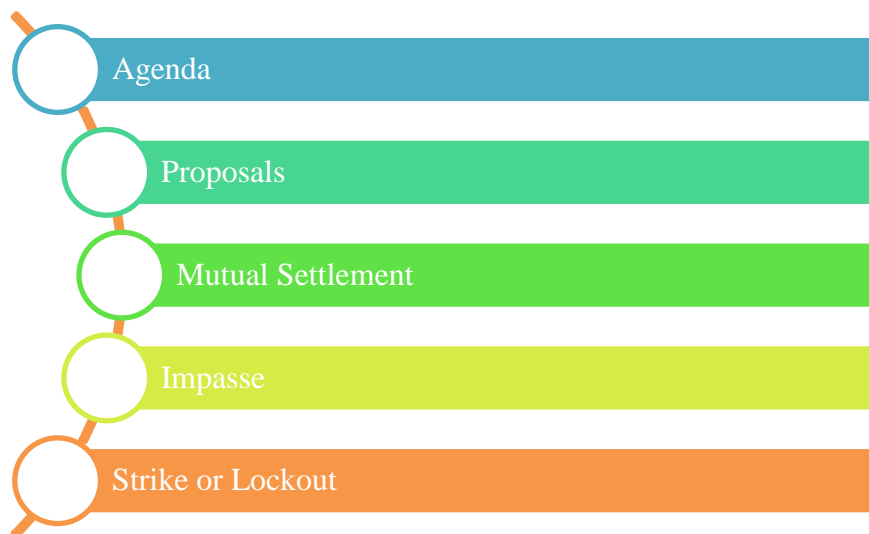 Agenda
Proposals
Mutual Settlement
Impasse
Strike or Lockout